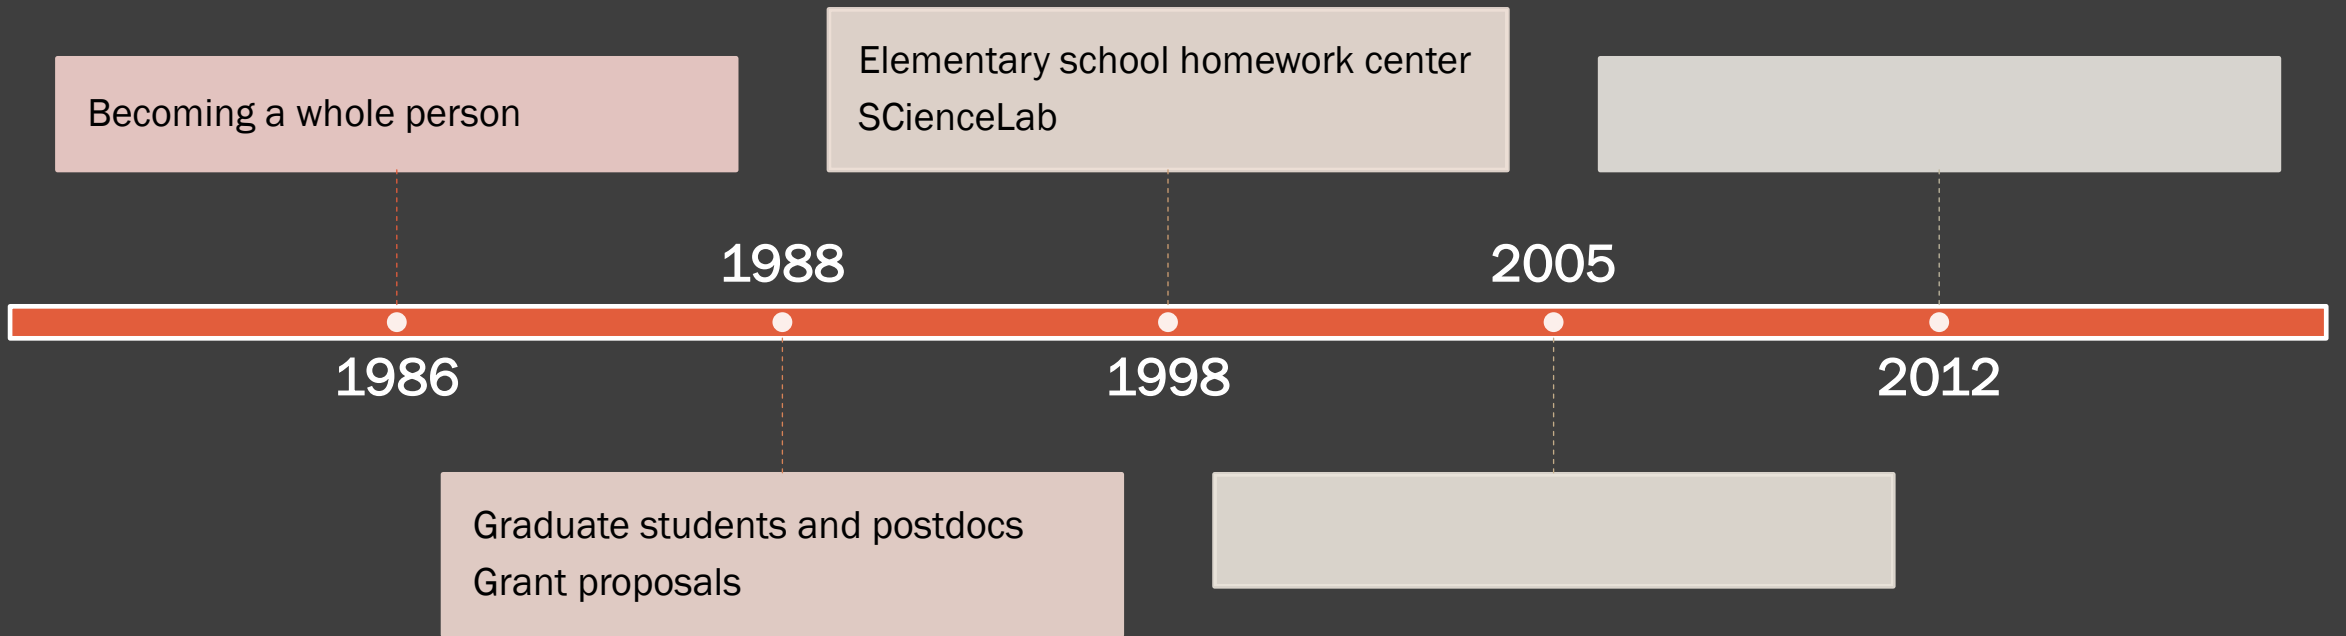 Becoming a whole person
Elementary school homework center
SCienceLab
1988
2005
1986
1998
2012
Graduate students and postdocs
Grant proposals